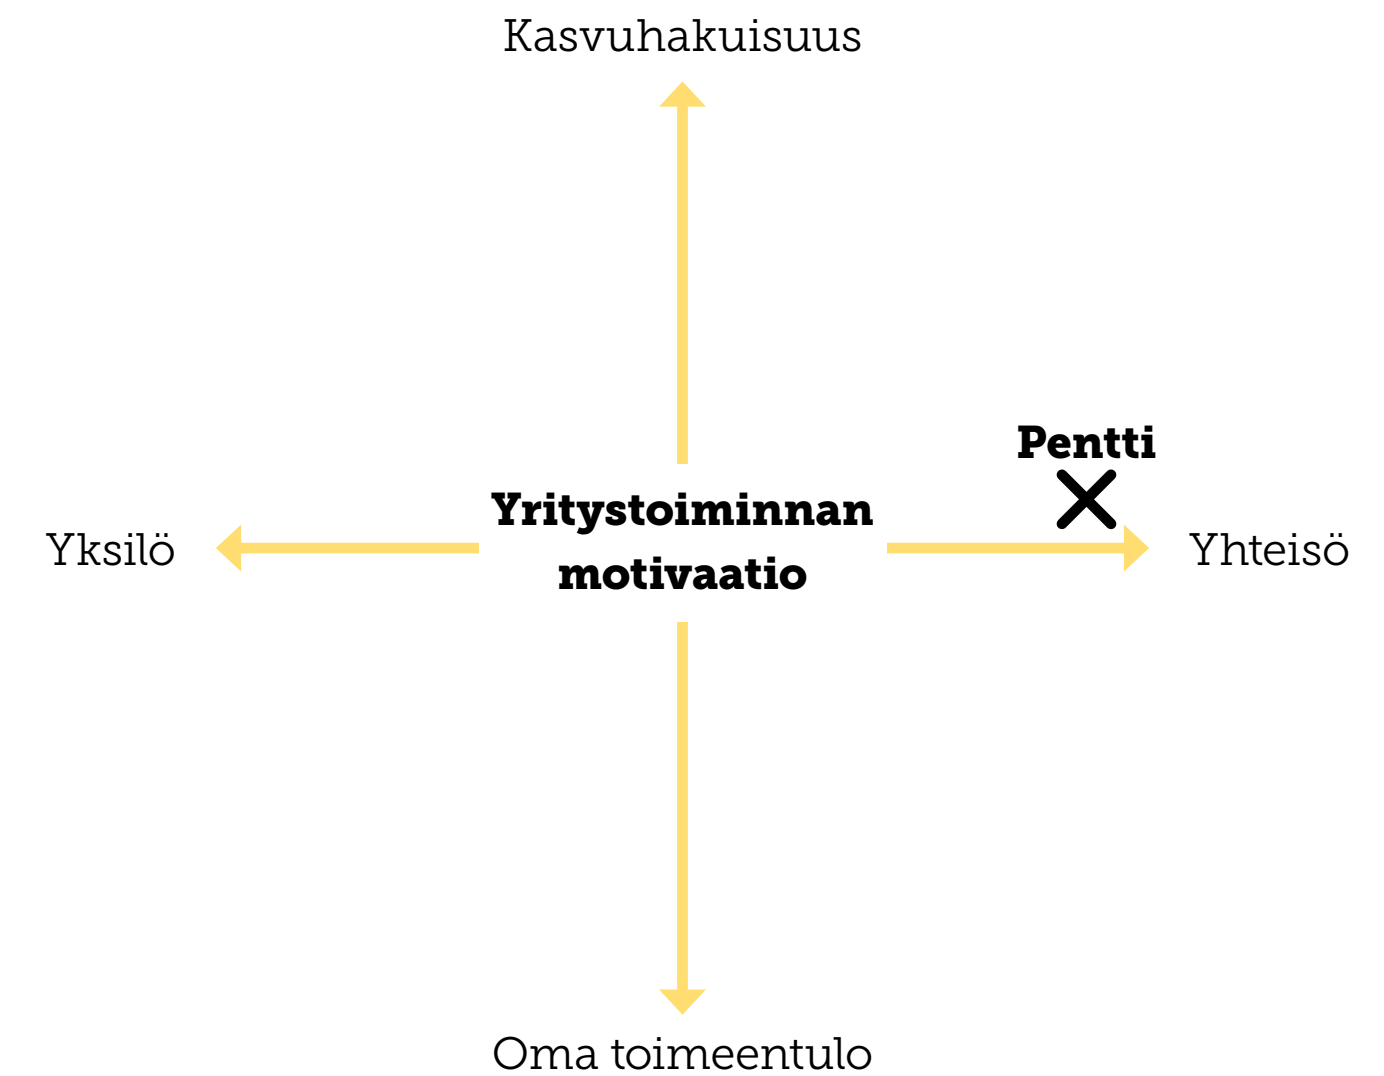 Kasvuhakuisuus
Pentti
Yritystoiminnan
motivaatio
Yksilö
Yhteisö
Oma toimeentulo